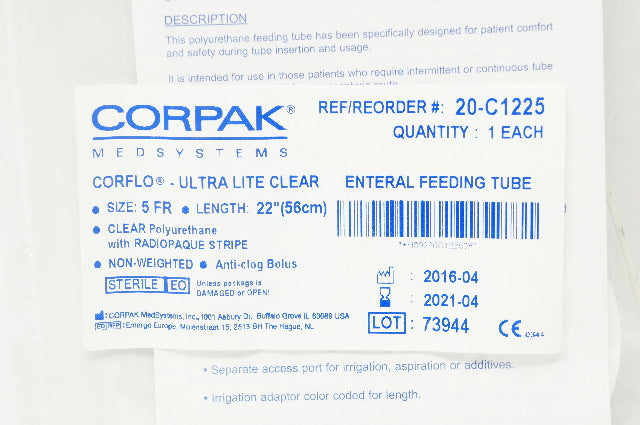 DESCRIPTION
This polyurethane feeding tube has been specifically designed for patient comfort
and safety during tube insertion and usage.
It is intended for use in those patients who require intermittent or continuous tube
CORPAK®
MEDSYSTEMS
REF/REORDER #: 20-C1225
QUANTITY : 1 EACH
CORFLO® - ULTRA LITE CLEAR ENTERAL FEEDING TUBE
● SIZE: 5 FR ● LENGTH: 22"(56cm)
● CLEAR Polyurethane
with RADIOPAQUE STRIPE
● NON-WEIGHTED ● Anti-clog Bolus
STERILE EO Unless package is
DAMAGED or OPEN!
: 2016-04
: 2021-04
LOT : 73944
CE 0344
: CORPAK MedSystems, Inc., 1001 Asbury Dr. Buffalo Grove IL 60089 USA
EC REP : Emergo Europe, Molenstraat 15, 2513 BH The Hague, NL
• Separate access port for irrigation, aspiration or additives.
• Irrigation adaptor color coded for length.